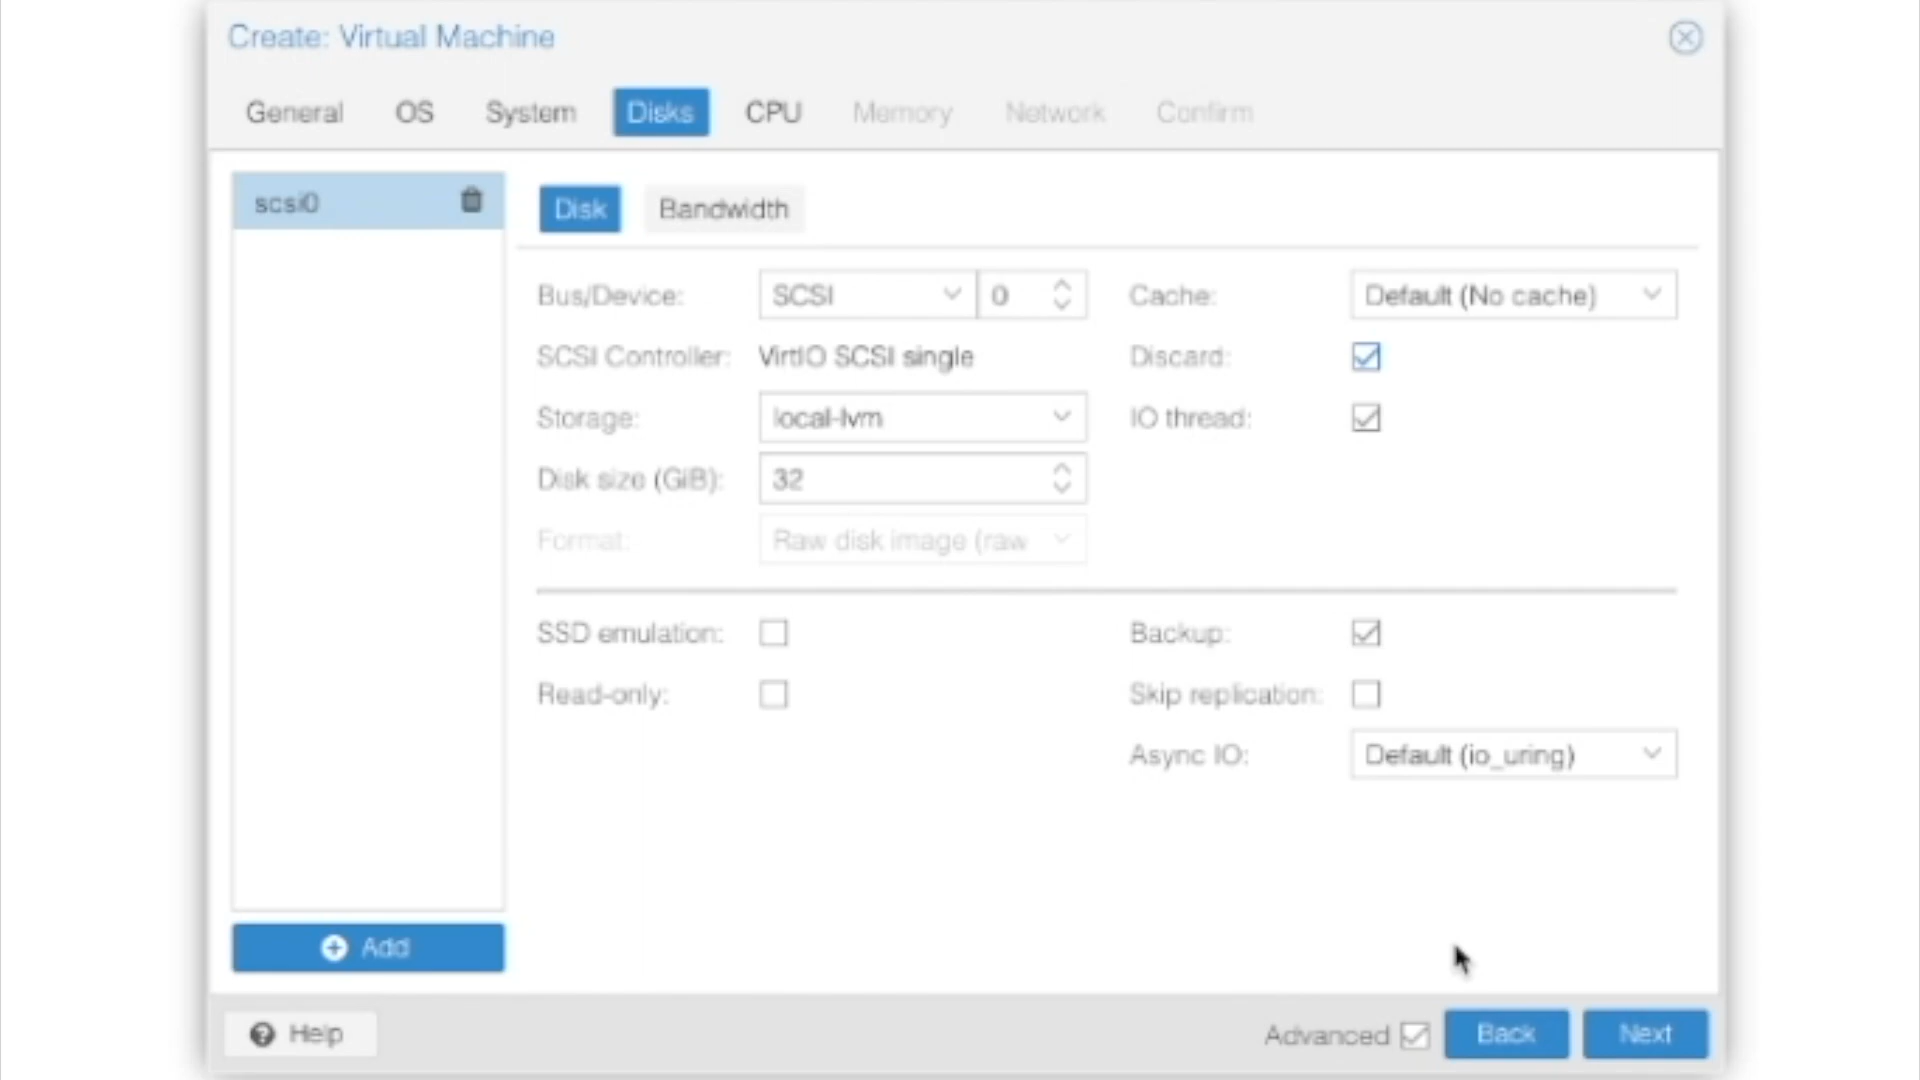 Create: Virtual Machine
General OS System Disks CPU Memory Network Confirm
scsi0
Disk Bandwidth
Bus/Device: SCSI 0 Cache: Default (No cache)
SCSI Controller: VirtIO SCSI single Discard:
Storage: local-lvm IO thread:
Disk size (GiB): 32
Format: Raw disk image (raw
SSD emulation: Backup:
Read-only: Skip replication:
Async IO: Default (io_uring)
Add
Help Advanced Back Next